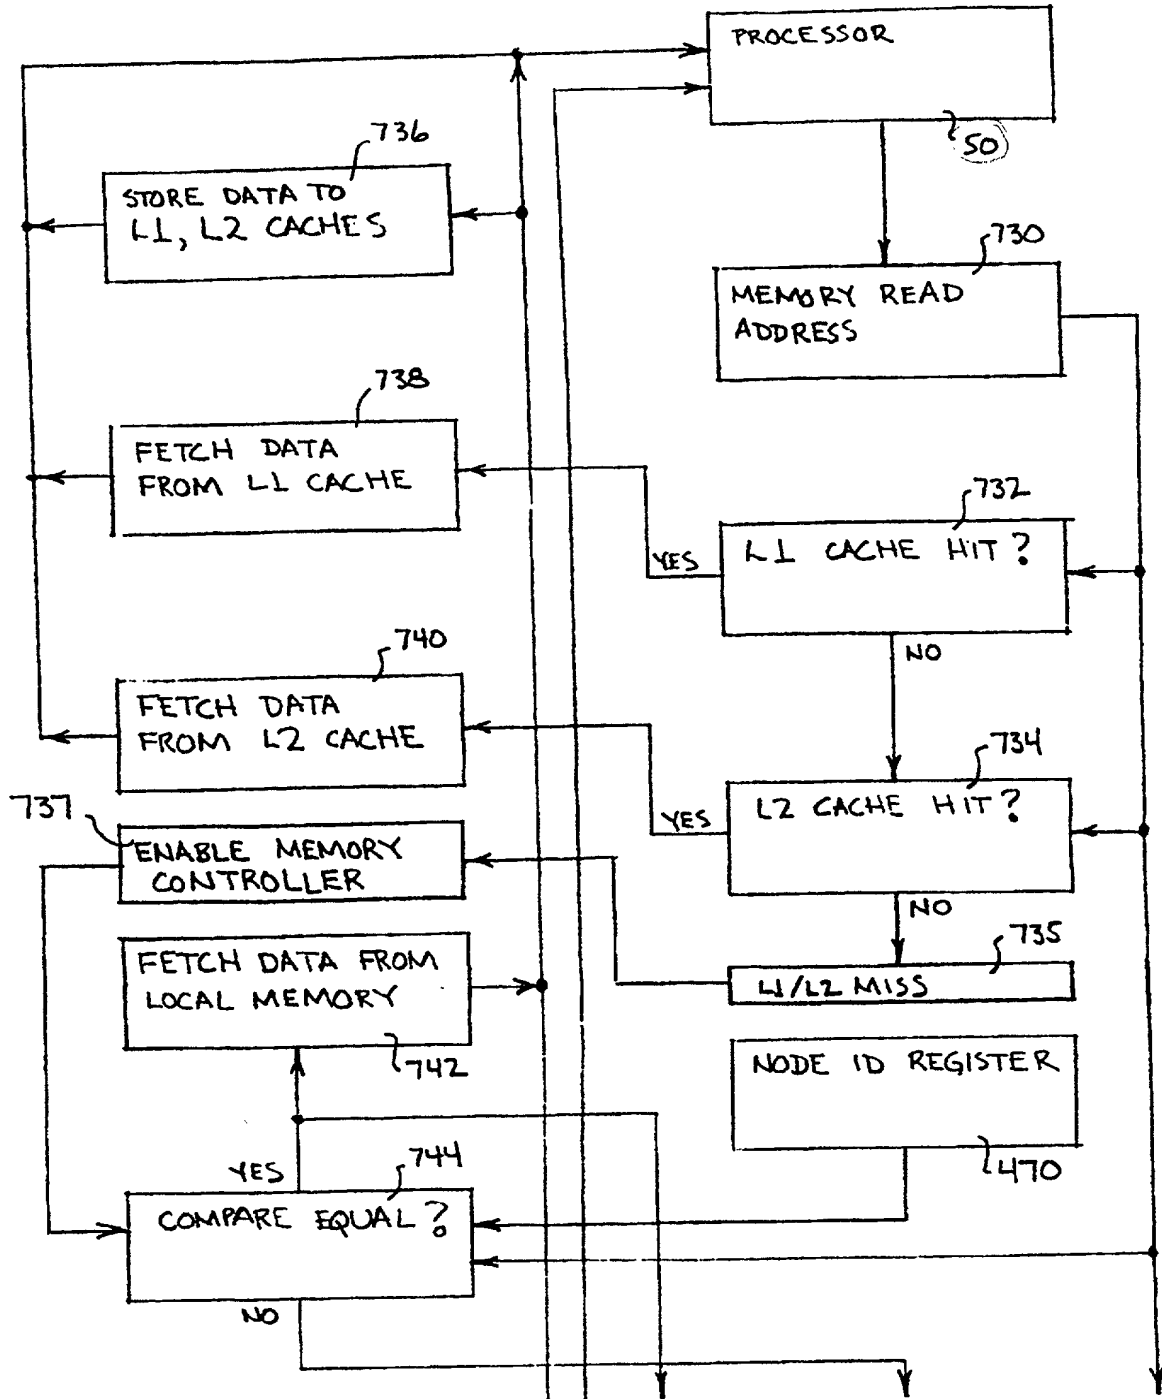 PROCESSOR
50
736
STORE DATA TO
L1, L2 CACHES
730
MEMORY READ
ADDRESS
738
FETCH DATA
FROM L1 CACHE
732
L1 CACHE HIT?
YES
NO
740
FETCH DATA
FROM L2 CACHE
734
L2 CACHE HIT?
YES
NO
737
ENABLE MEMORY
CONTROLLER
735
L1/L2 MISS
FETCH DATA FROM
LOCAL MEMORY
742
NODE ID REGISTER
470
YES
744
COMPARE EQUAL?
NO